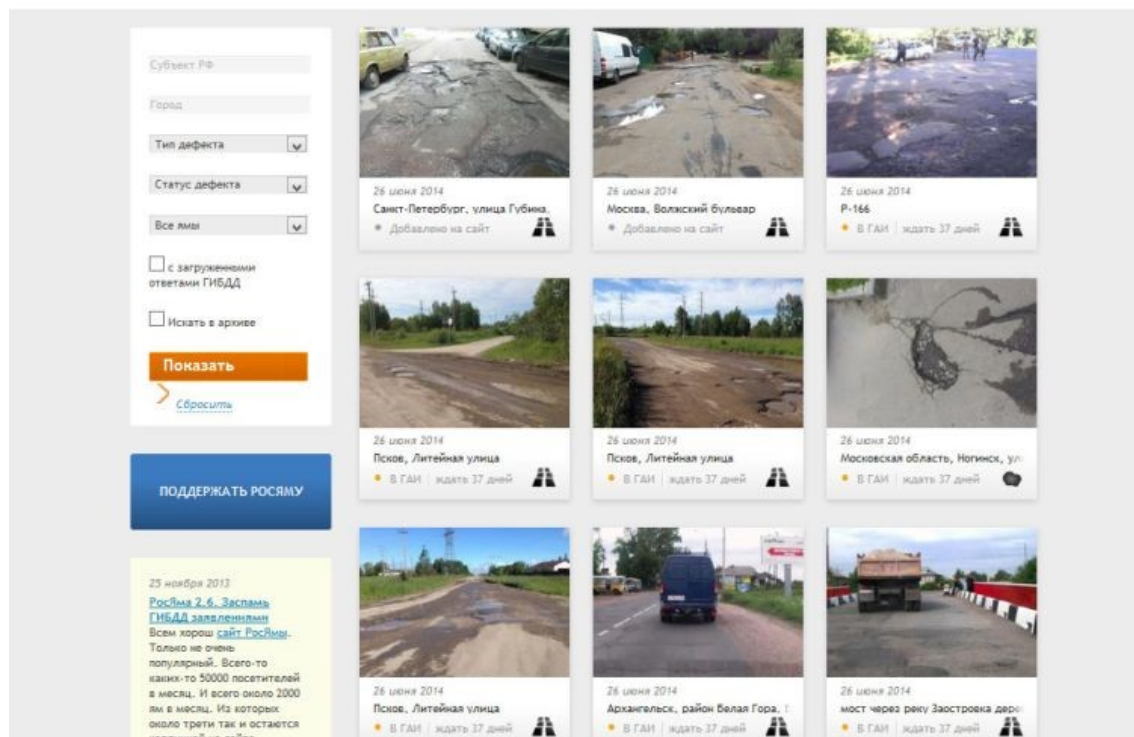 Субъект РФ
Город
Тип дефекта
Статус дефекта
Все ямы
с загруженными
ответами ГИБДД
Искать в архиве
Показать
Сбросить
ПОДДЕРЖАТЬ РОСЯМУ
25 ноября 2013
РосЯма 2.6. Заспамь
ГИБДД заявлениями
Всем хорош сайт РосЯмы.
Только не очень
популярный. Всего-то
каких-то 50000 посетителей
в месяц. И всего около 2000
ям в месяц. Из которых
около трети так и остаются
26 июня 2014
Санкт-Петербург, улица Губина,
Добавлено на сайт
26 июня 2014
Москва, Волжский бульвар
Добавлено на сайт
26 июня 2014
Р-166
В ГАИ | ждать 37 дней
26 июня 2014
Псков, Литейная улица
В ГАИ | ждать 37 дней
26 июня 2014
Псков, Литейная улица
В ГАИ | ждать 37 дней
26 июня 2014
Московская область, Ногинск, ул
В ГАИ | ждать 37 дней
26 июня 2014
Псков, Литейная улица
В ГАИ | ждать 37 дней
26 июня 2014
Архангельск, район Белая Гора,
В ГАИ | ждать 37 дней
26 июня 2014
мост через реку Заостровка дере
В ГАИ | ждать 37 дней